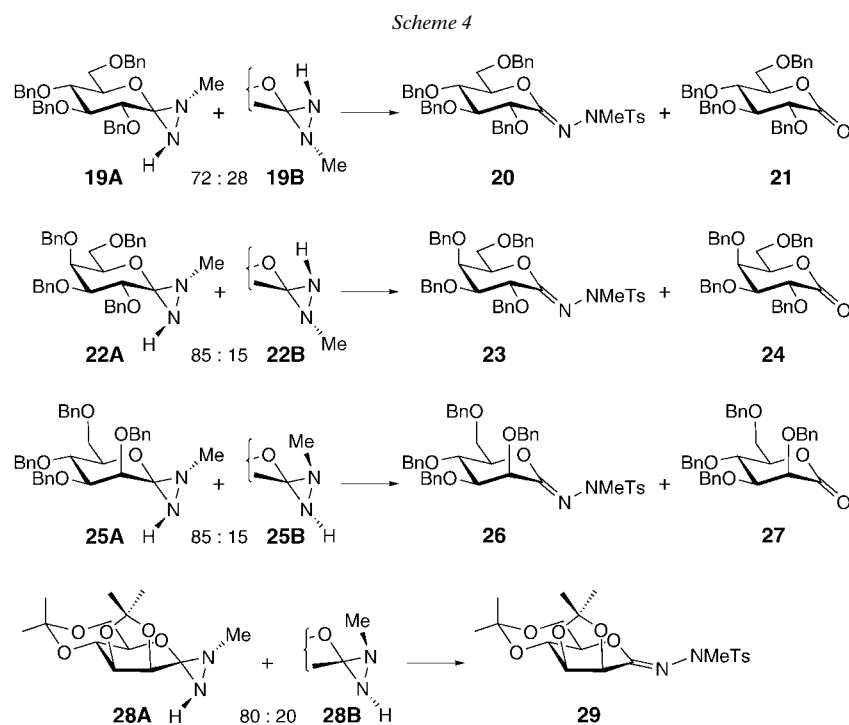 Scheme 4
OBn
BnO
BnO
BnO
O
N
Me
N
H
+
O
H
N
N
Me
BnO
BnO
OBn
O
BnO
N
NMeTs
+
BnO
BnO
OBn
O
BnO
O
19A 72 : 28 19B 20 21
BnO
OBn
BnO
BnO
O
N
Me
N
H
+
O
H
N
N
Me
BnO
OBn
BnO
O
BnO
N
NMeTs
+
BnO
OBn
BnO
O
BnO
O
22A 85 : 15 22B 23 24
BnO
OBn
BnO
BnO
O
N
Me
N
H
+
O
Me
N
N
H
BnO
OBn
BnO
BnO
O
N
NMeTs
+
BnO
OBn
BnO
BnO
O
O
25A 85 : 15 25B 26 27
O
O
O
O
O
N
Me
N
H
+
O
Me
N
N
H
O
O
O
O
O
N
NMeTs
28A 80 : 20 28B 29